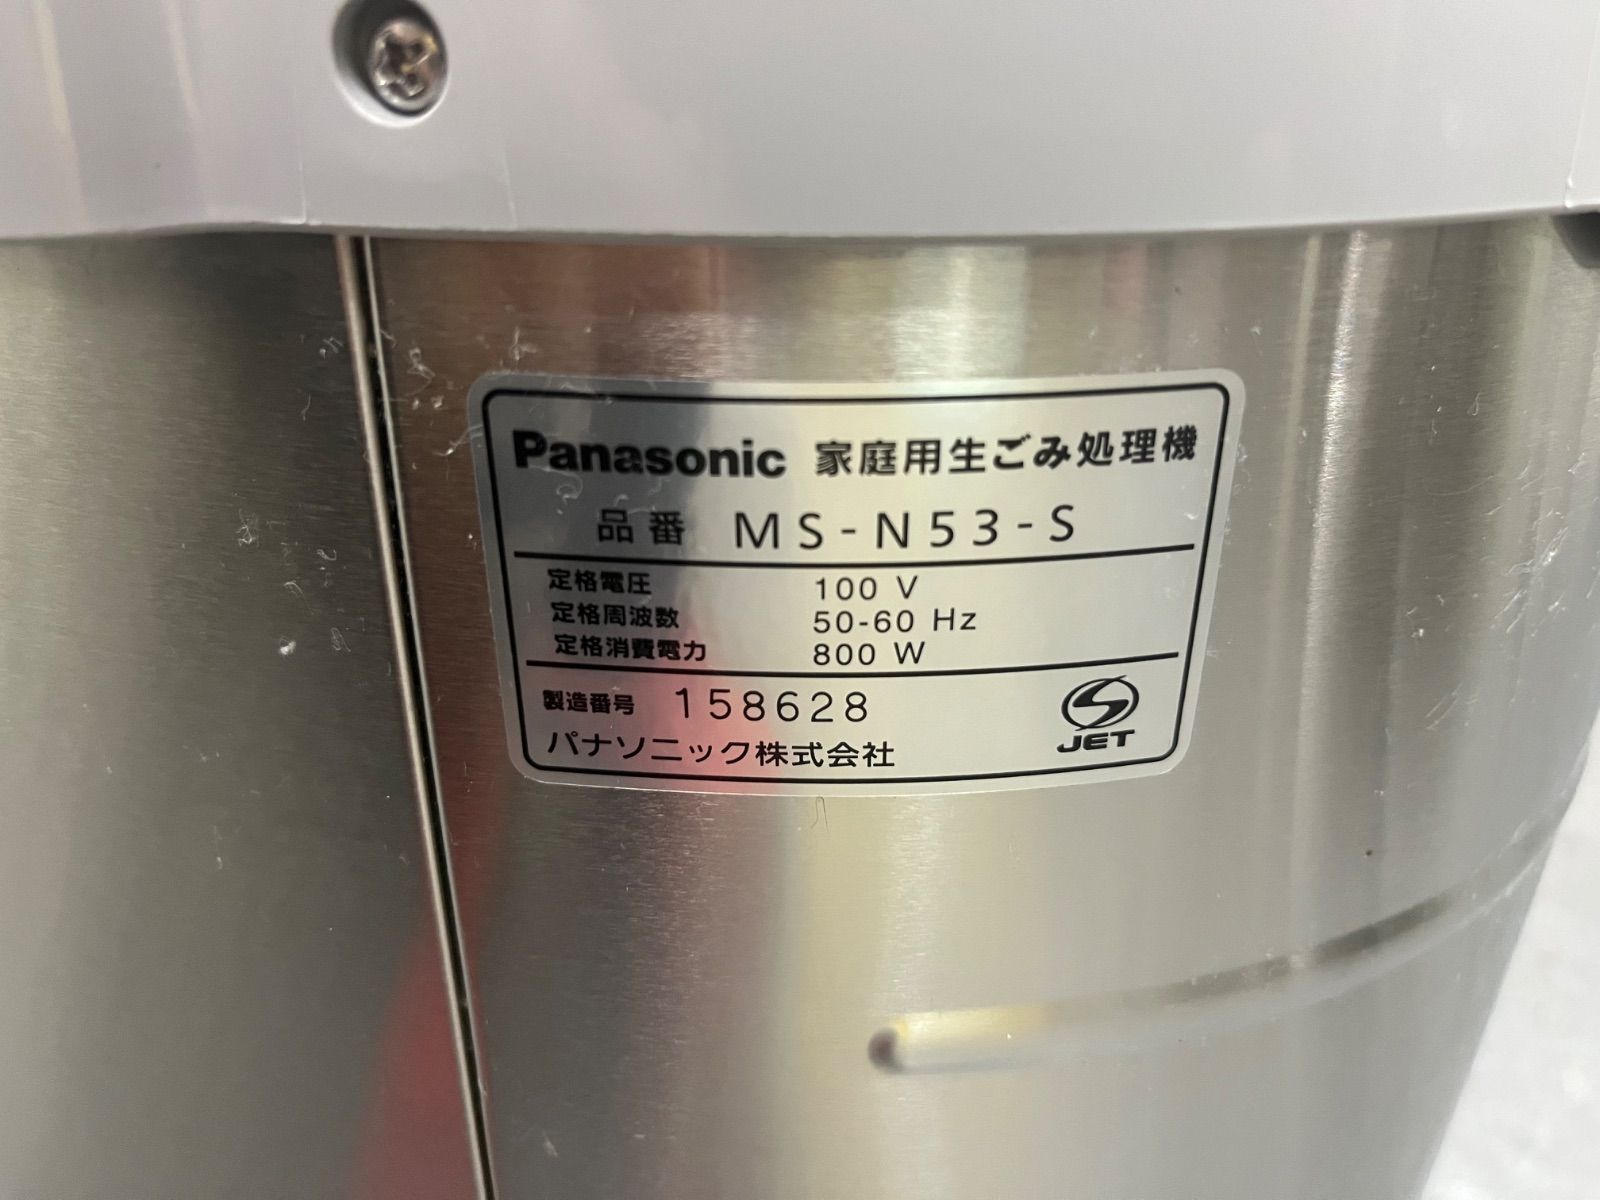 Panasonic 家庭用生ごみ処理機
品番 MS-N53-S
定格電圧 100 V
定格周波数 50-60 Hz
定格消費電力 800 W
製造番号 158628
パナソニック株式会社
S JET